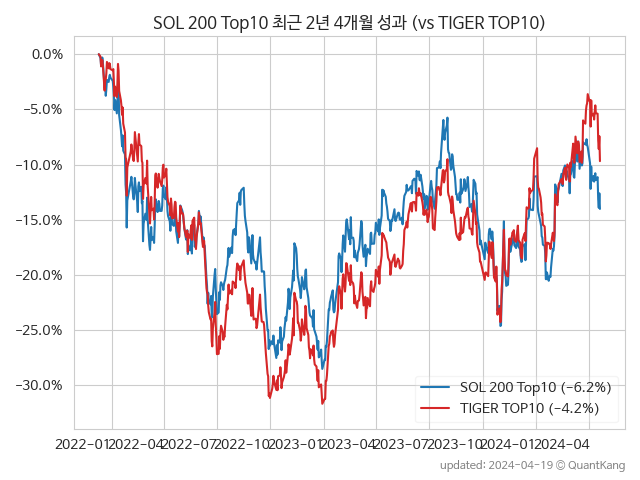 SOL 200 Top10 최근 2년 4개월 성과 (vs TIGER TOP10)
0.0%
−5.0%
−10.0%
−15.0%
−20.0%
−25.0%
−30.0%
SOL 200 Top10 (−6.2%)
TIGER TOP10 (−4.2%)
2022-01 2022-04 2022-07 2022-10 2023-01 2023-04 2023-07 2023-10 2024-01 2024-04
updated: 2024-04-19 © QuantKang